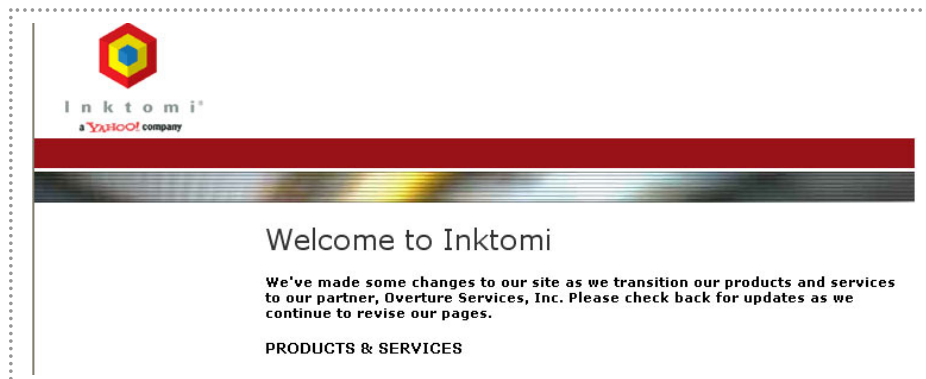 Inktomi®
a YAHOO! company
Welcome to Inktomi
We've made some changes to our site as we transition our products and services
to our partner, Overture Services, Inc. Please check back for updates as we
continue to revise our pages.
PRODUCTS & SERVICES